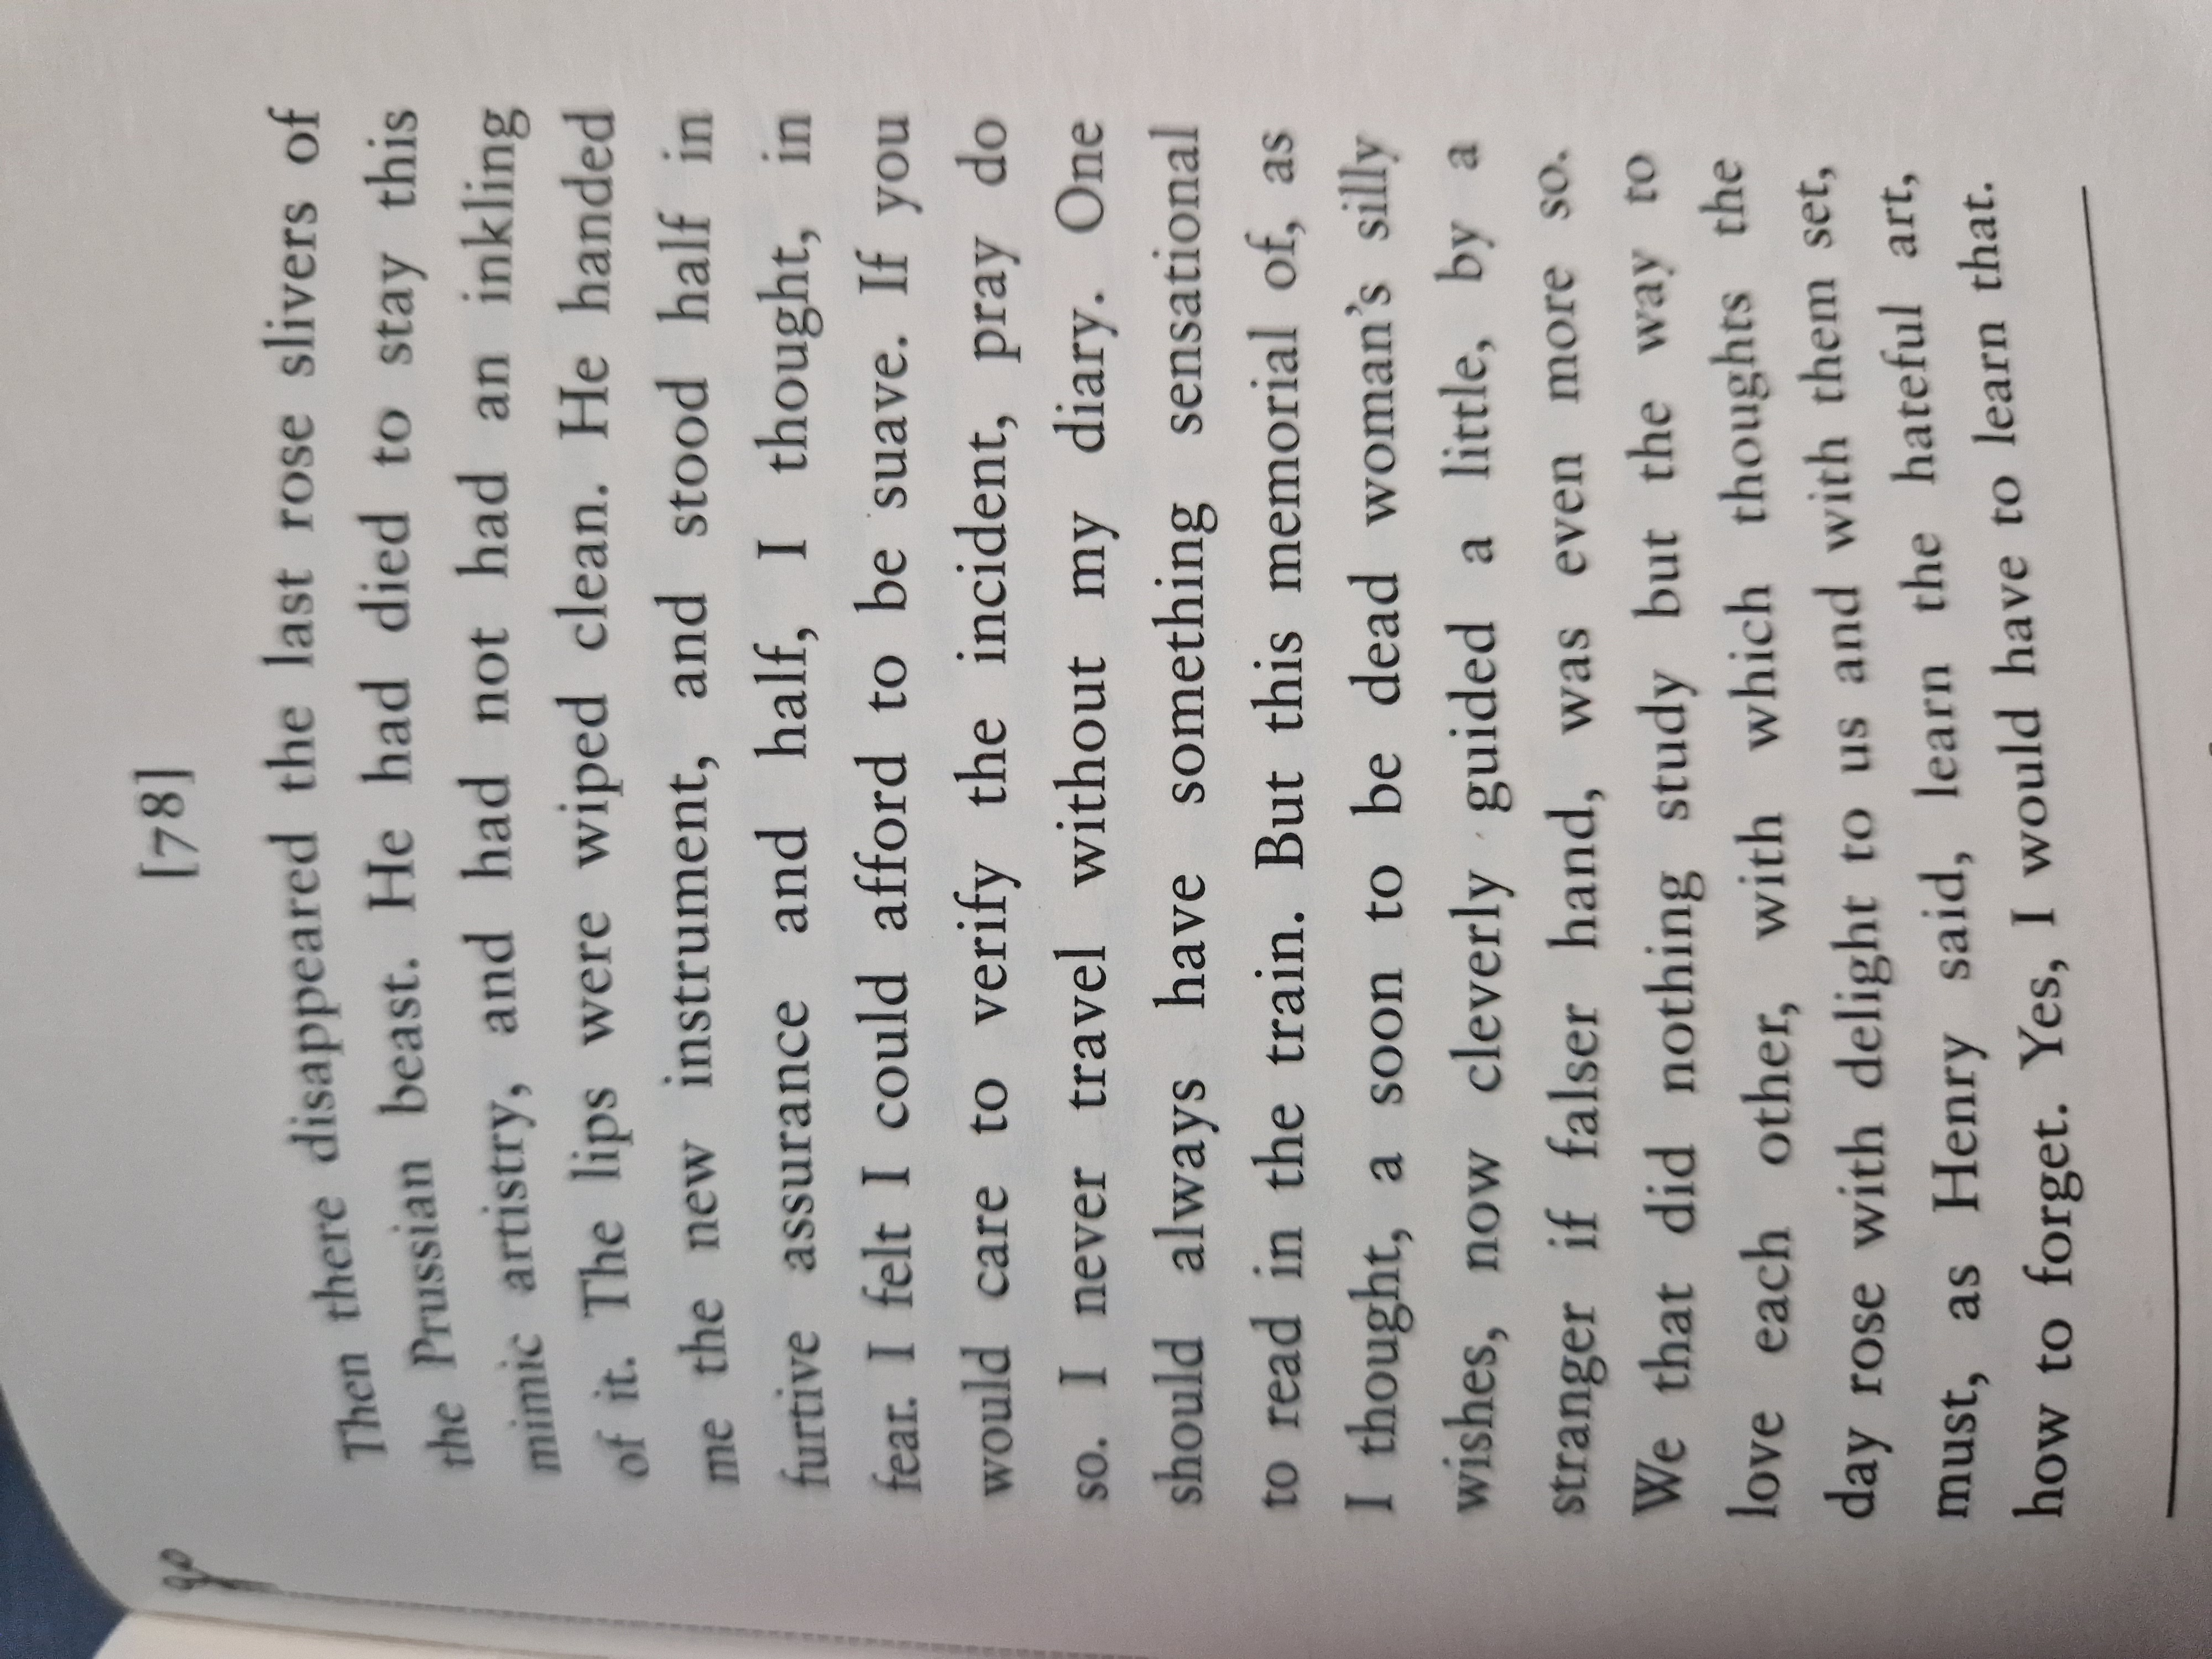 [78]
Then there disappeared the last rose slivers of
the Prussian beast. He had died to stay this
mimic artistry, and had not had an inkling
of it. The lips were wiped clean. He handed
me the new instrument, and stood half in
furtive assurance and half, I thought, in
fear. I felt I could afford to be suave. If you
would care to verify the incident, pray do
so. I never travel without my diary. One
should always have something sensational
to read in the train. But this memorial of, as
I thought, a soon to be dead woman's silly
wishes, now cleverly guided a little, by a
stranger if falser hand, was even more so.
We that did nothing study but the way to
love each other, with which thoughts the
day rose with delight to us and with them set,
must, as Henry said, learn the hateful art,
how to forget. Yes, I would have to learn that.